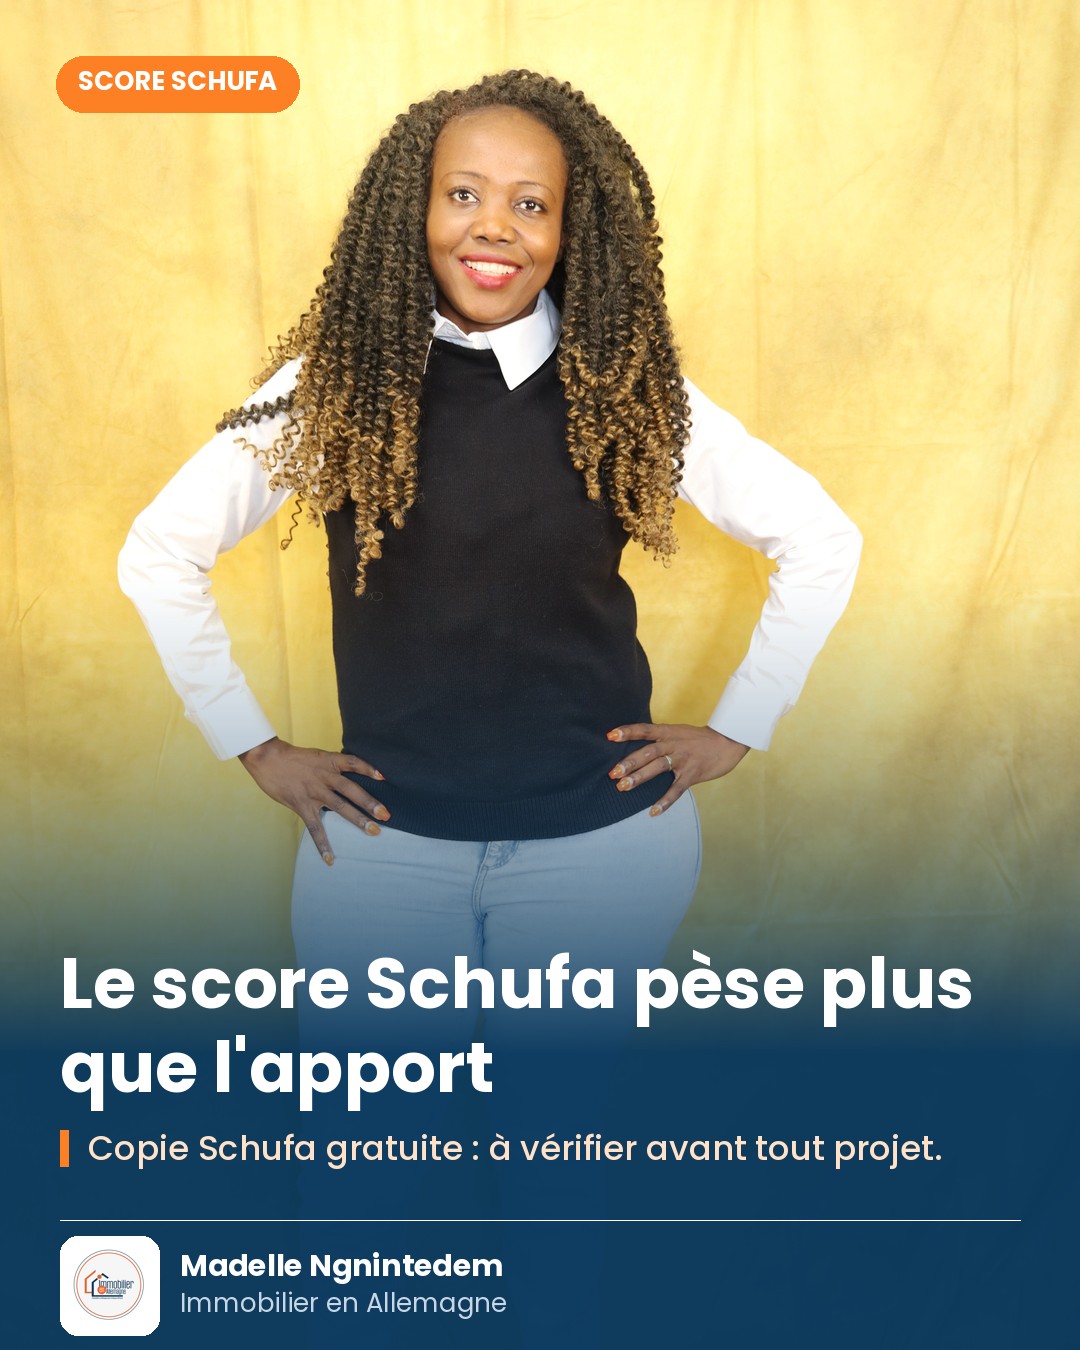 SCORE SCHUFA
Le score Schufa pèse plus
que l'apport
Copie Schufa gratuite : à vérifier avant tout projet.
Madelle Ngnintedem
Immobilier en Allemagne
immobilier